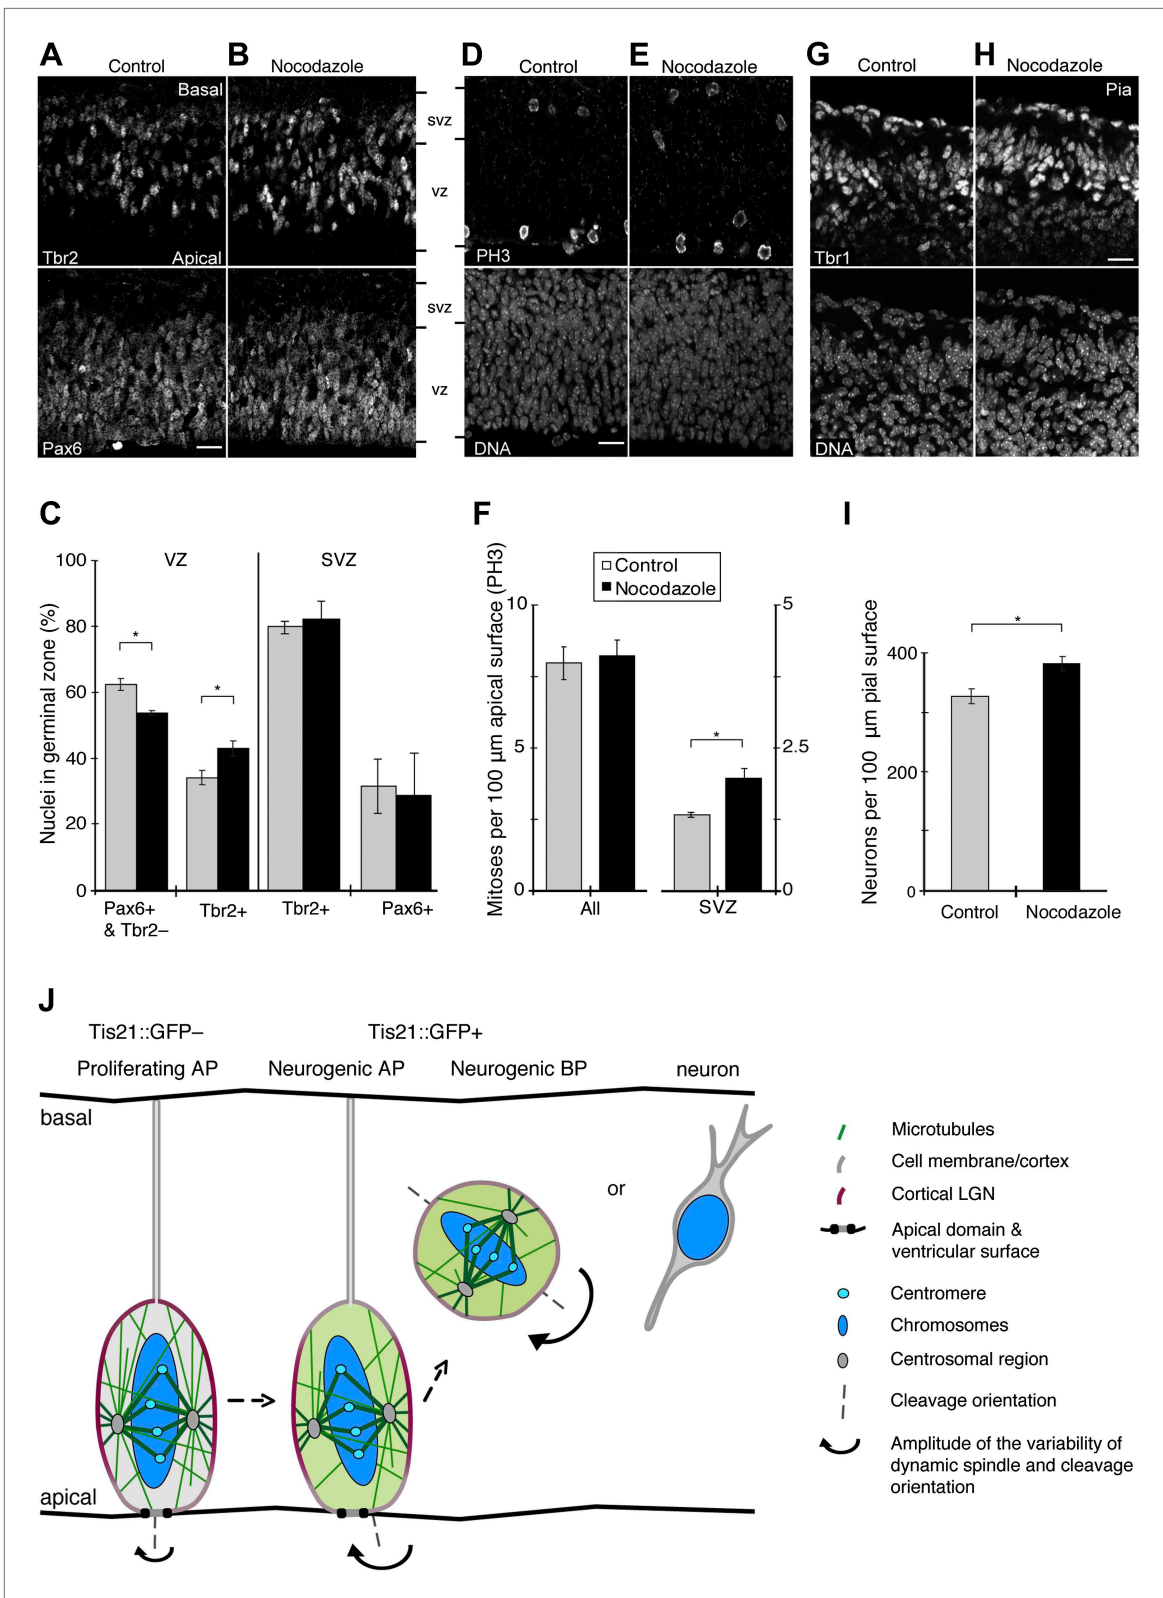 A
Control
B
Nocodazole
Basal
SVZ
VZ
Tbr2
Apical
SVZ
VZ
Pax6
D
Control
E
Nocodazole
PH3
DNA
G
Control
H
Nocodazole
Pia
Tbr1
DNA
C
VZ
SVZ
Nuclei in germinal zone (%)
100
80
60
40
20
0
*
*
Pax6+
& Tbr2–
Tbr2+
Tbr2+
Pax6+
F
Control
Nocodazole
Mitoses per 100 µm apical surface (PH3)
10
5
0
5
2.5
0
*
All
SVZ
I
Neurons per 100 µm pial surface
400
200
0
*
Control
Nocodazole
J
Tis21::GFP–
Tis21::GFP+
Proliferating AP
Neurogenic AP
Neurogenic BP
neuron
basal
or
apical
Microtubules
Cell membrane/cortex
Cortical LGN
Apical domain &
ventricular surface
Centromere
Chromosomes
Centrosomal region
Cleavage orientation
Amplitude of the variability of
dynamic spindle and cleavage
orientation